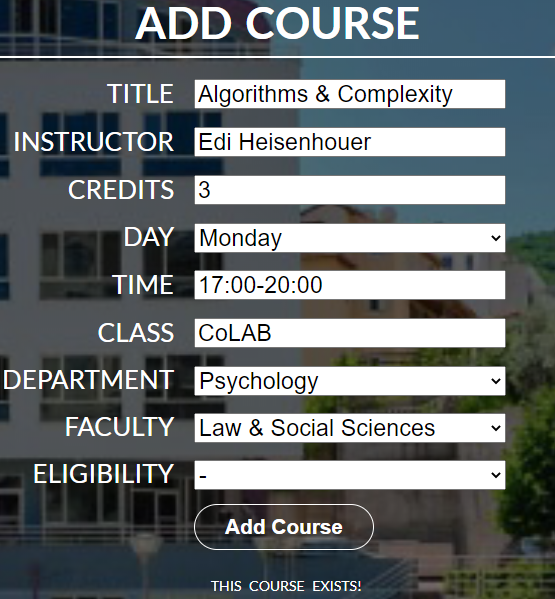 ADD COURSE
TITLE Algorithms & Complexity
INSTRUCTOR Edi Heisenhouer
CREDITS 3
DAY Monday
TIME 17:00-20:00
CLASS CoLAB
DEPARTMENT Psychology
FACULTY Law & Social Sciences
ELIGIBILITY -
Add Course
THIS COURSE EXISTS!